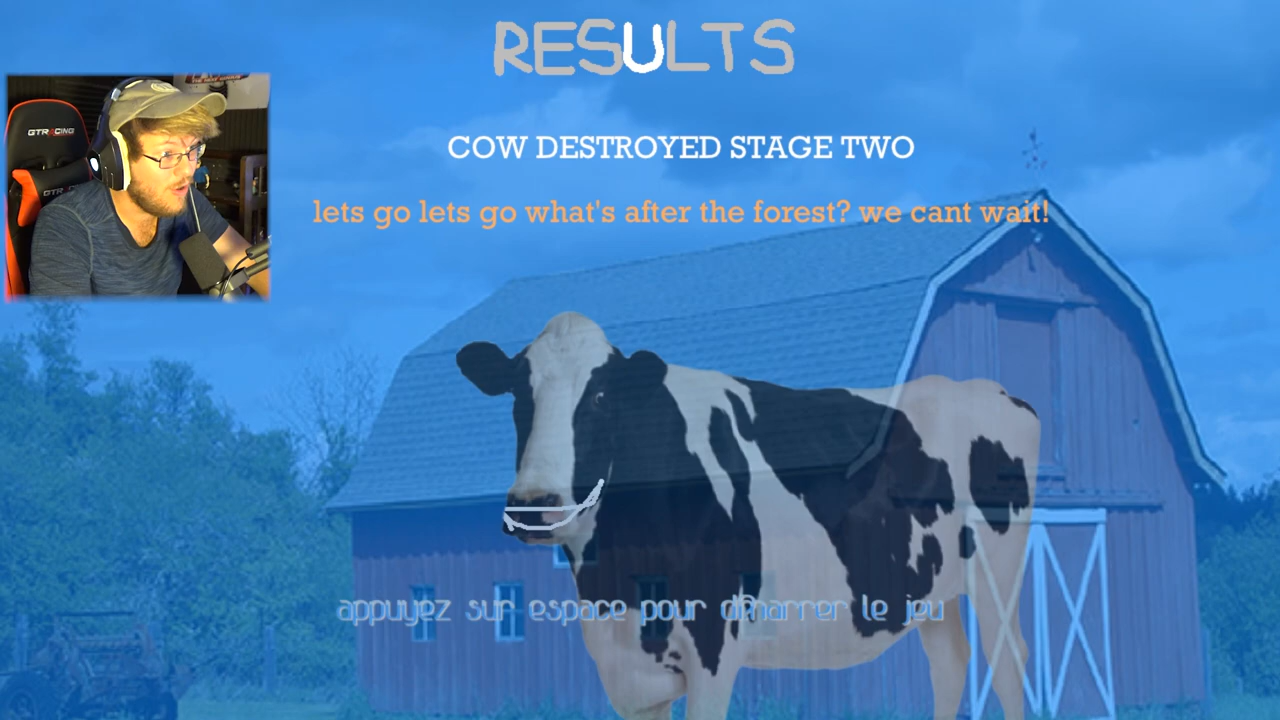 RESULTS
GTRACING
COW DESTROYED STAGE TWO
lets go lets go what's after the forest? we cant wait!
appuyez sur espace pour démarrer le jeu